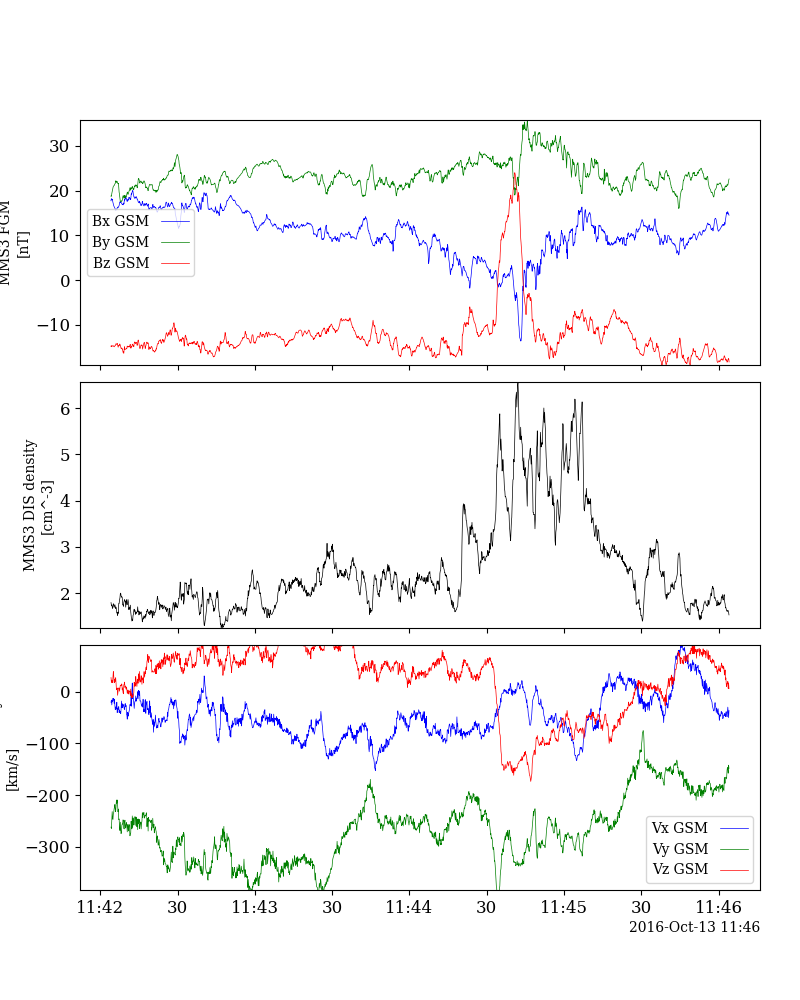 30
20
10
0
−10
MMS3 FGM
[nT]
Bx GSM
By GSM
Bz GSM
6
5
4
3
2
MMS3 DIS density
[cm^-3]
0
−100
−200
−300
[km/s]
Vx GSM
Vy GSM
Vz GSM
11:42 30 11:43 30 11:44 30 11:45 30 11:46
2016-Oct-13 11:46